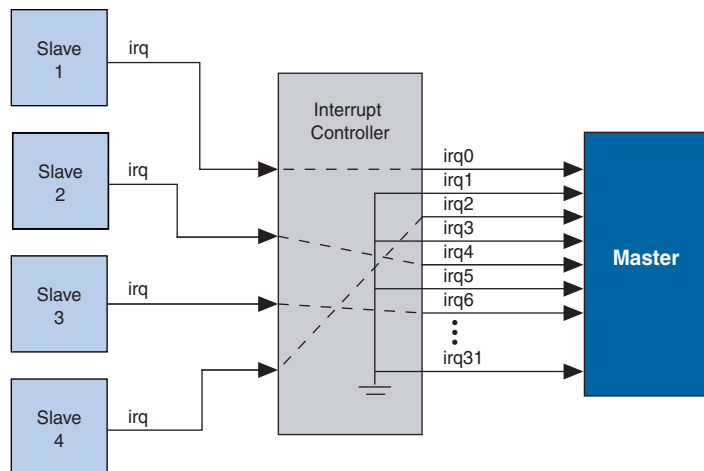 Slave
1
irq
Slave
2
irq
Slave
3
irq
Slave
4
irq
Interrupt
Controller
irq0
irq1
irq2
irq3
irq4
irq5
irq6
irq31
Master